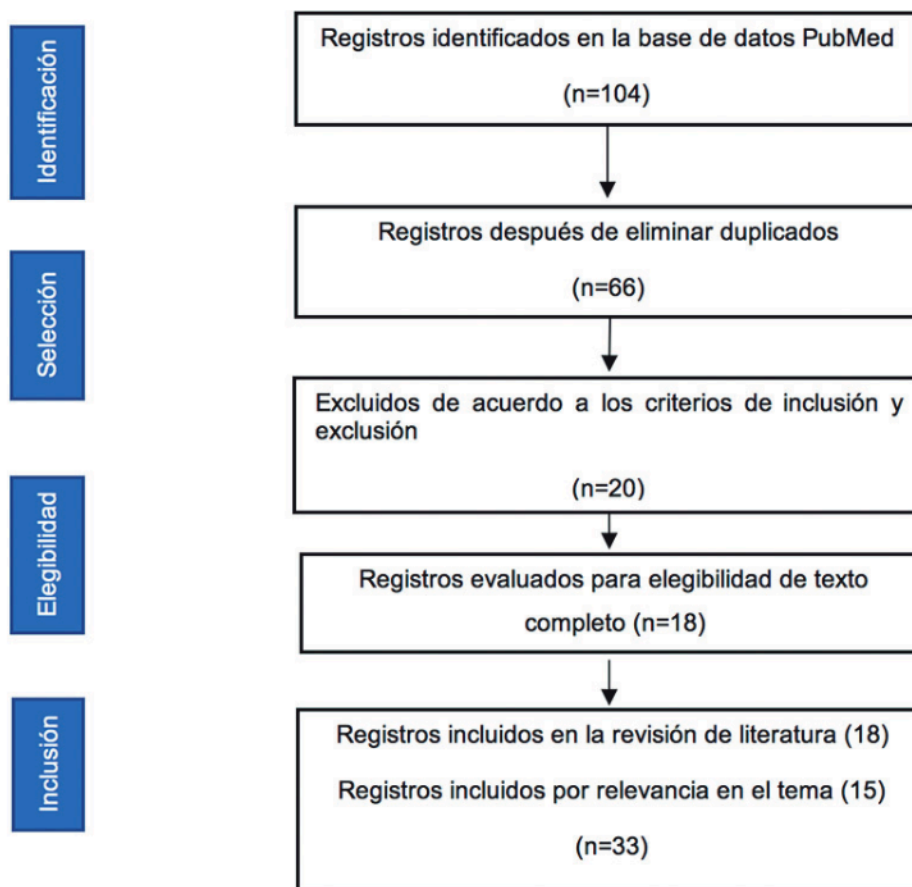 Identificación
Registros identificados en la base de datos PubMed
(n=104)
Selección
Registros después de eliminar duplicados
(n=66)
Excluidos de acuerdo a los criterios de inclusión y
exclusión
(n=20)
Elegibilidad
Registros evaluados para elegibilidad de texto
completo (n=18)
Inclusión
Registros incluidos en la revisión de literatura (18)
Registros incluidos por relevancia en el tema (15)
(n=33)